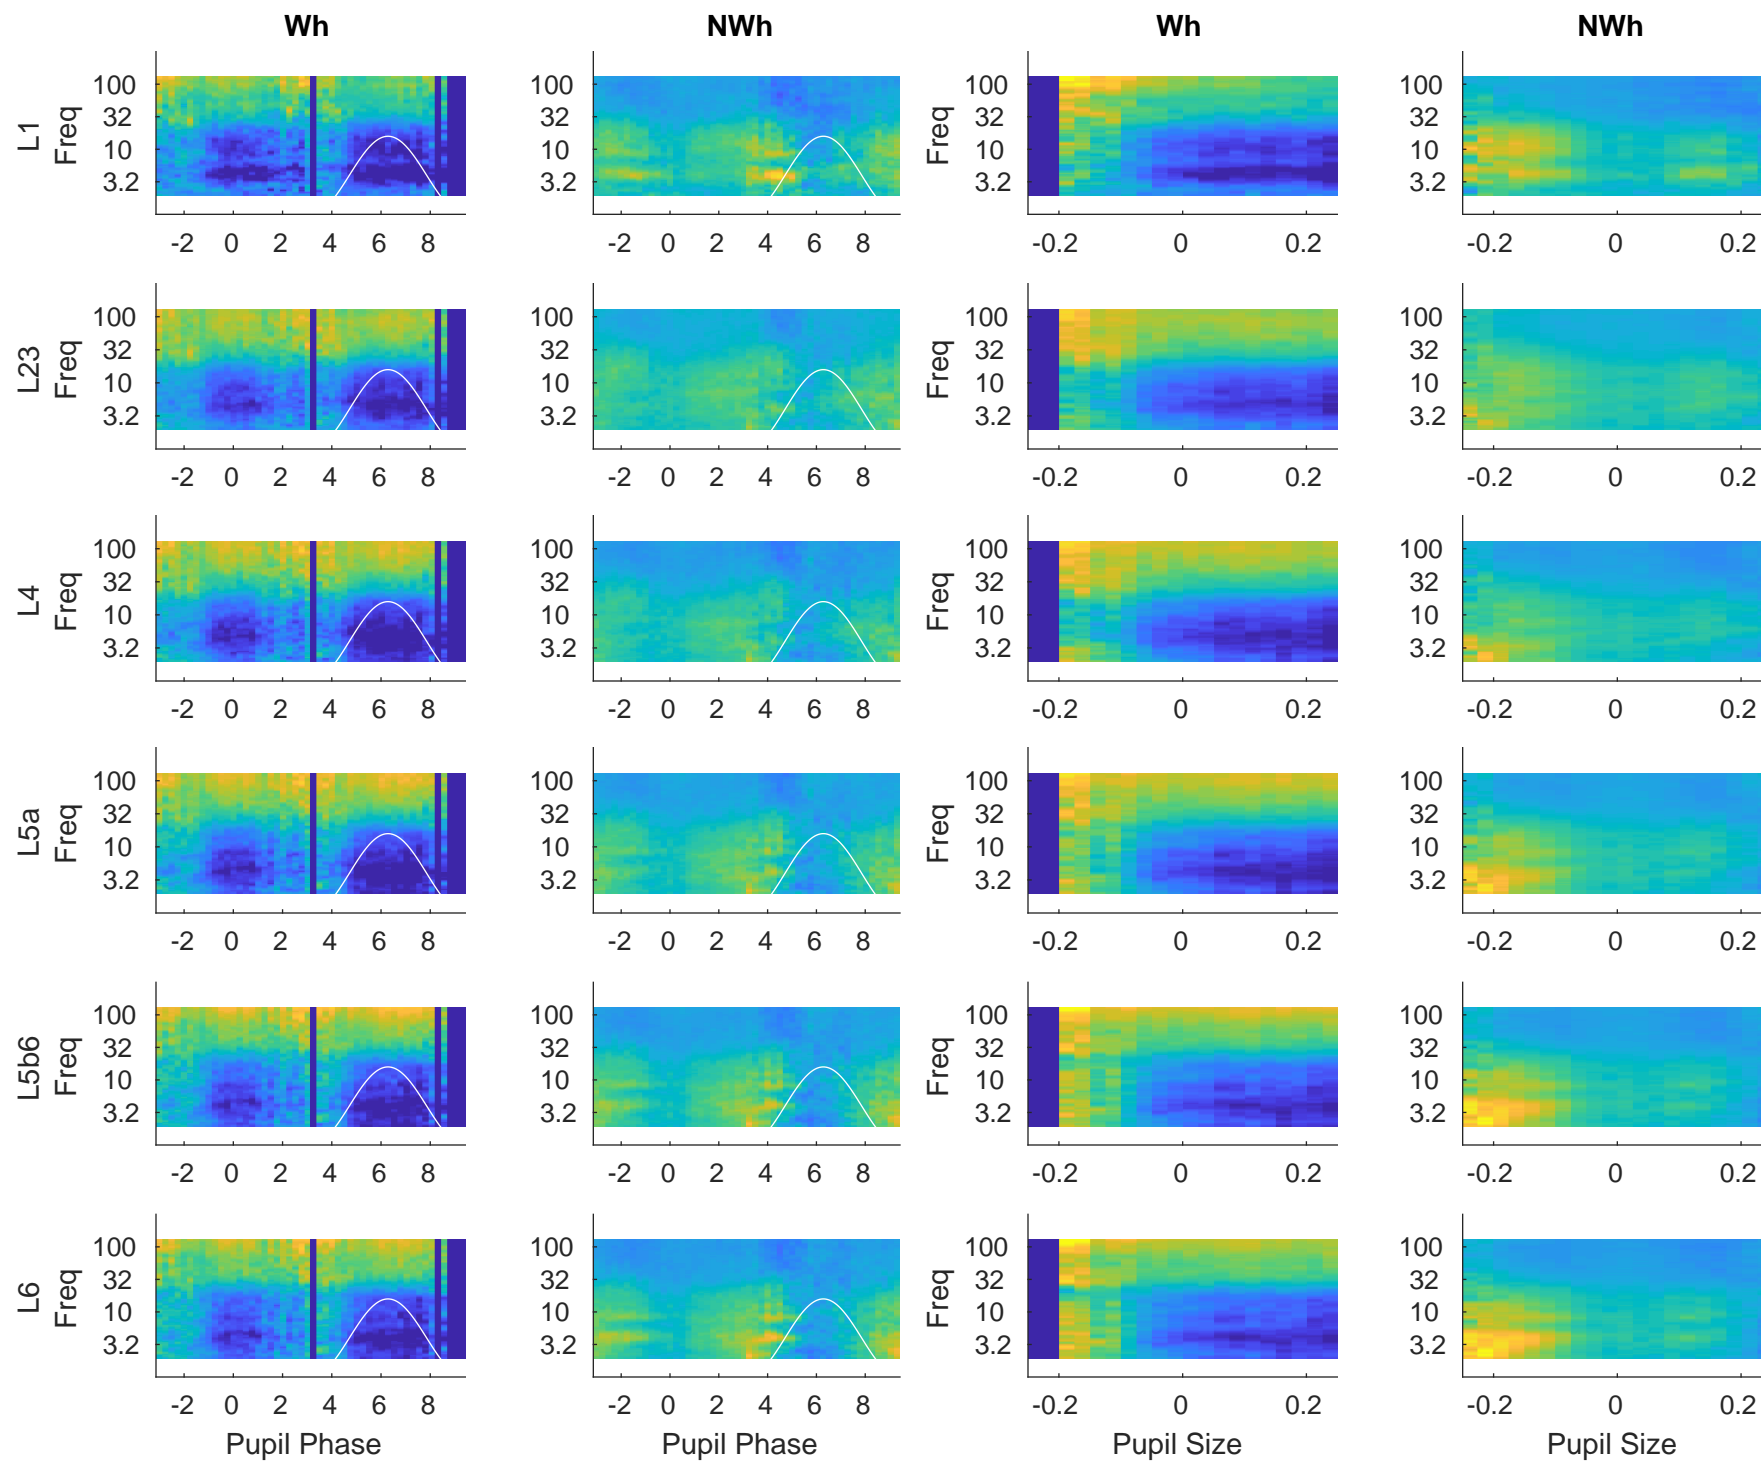 Wh NWh Wh NWh
L1 Freq 100 32 10 3.2 100 32 10 3.2 Freq 100 32 10 3.2 100 32 10 3.2
-2 0 2 4 6 8 -2 0 2 4 6 8 -0.2 0 0.2 -0.2 0 0.2
L23 Freq 100 32 10 3.2 100 32 10 3.2 Freq 100 32 10 3.2 100 32 10 3.2
-2 0 2 4 6 8 -2 0 2 4 6 8 -0.2 0 0.2 -0.2 0 0.2
L4 Freq 100 32 10 3.2 100 32 10 3.2 Freq 100 32 10 3.2 100 32 10 3.2
-2 0 2 4 6 8 -2 0 2 4 6 8 -0.2 0 0.2 -0.2 0 0.2
L5a Freq 100 32 10 3.2 100 32 10 3.2 Freq 100 32 10 3.2 100 32 10 3.2
-2 0 2 4 6 8 -2 0 2 4 6 8 -0.2 0 0.2 -0.2 0 0.2
L5b6 Freq 100 32 10 3.2 100 32 10 3.2 Freq 100 32 10 3.2 100 32 10 3.2
-2 0 2 4 6 8 -2 0 2 4 6 8 -0.2 0 0.2 -0.2 0 0.2
L6 Freq 100 32 10 3.2 100 32 10 3.2 Freq 100 32 10 3.2 100 32 10 3.2
-2 0 2 4 6 8 -2 0 2 4 6 8 -0.2 0 0.2 -0.2 0 0.2
Pupil Phase Pupil Phase Pupil Size Pupil Size